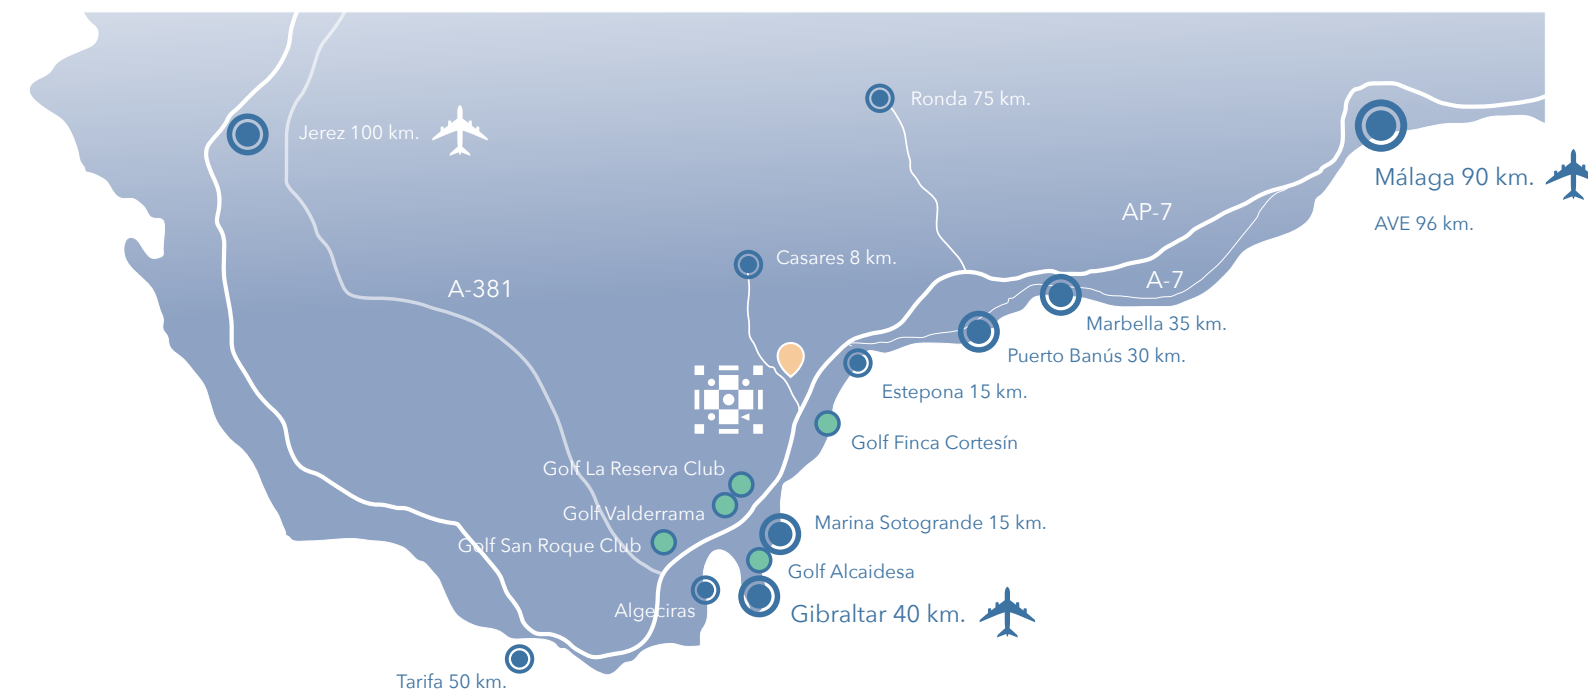 Ronda 75 km.
Jerez 100 km.
Málaga 90 km.
AP-7
AVE 96 km.
Casares 8 km.
A-7
A-381
Marbella 35 km.
Puerto Banús 30 km.
Estepona 15 km.
Golf Finca Cortesín
Golf La Reserva Club
Golf Valderrama
Marina Sotogrande 15 km.
Golf San Roque Club
Golf Alcaidesa
Algeciras
Gibraltar 40 km.
Tarifa 50 km.